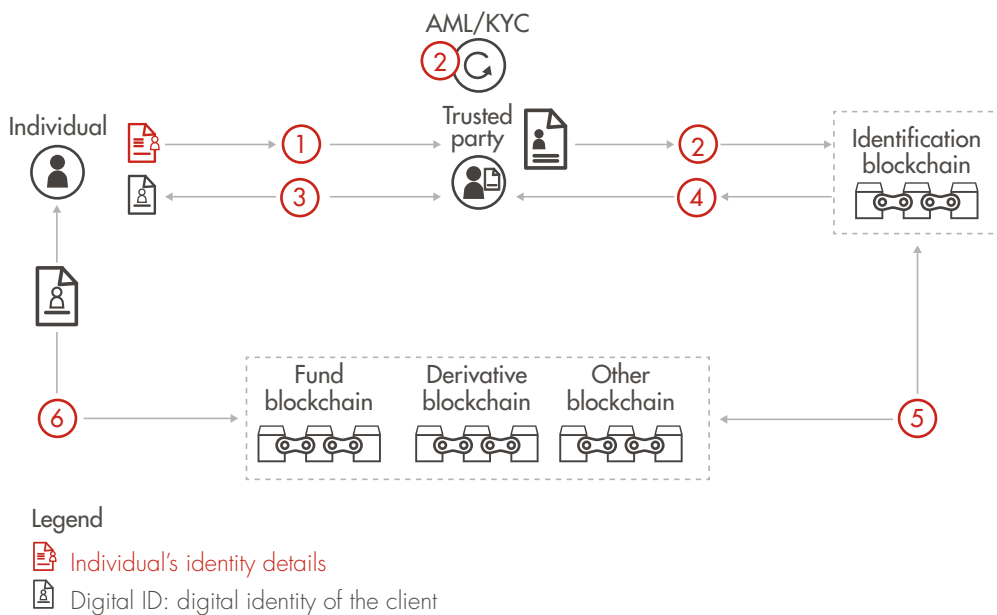 AML/KYC
2
Individual
1
Trusted
party
2
Identification
blockchain
3
4
Fund
blockchain
Derivative
blockchain
Other
blockchain
6
5
Legend
Individual's identity details
Digital ID: digital identity of the client